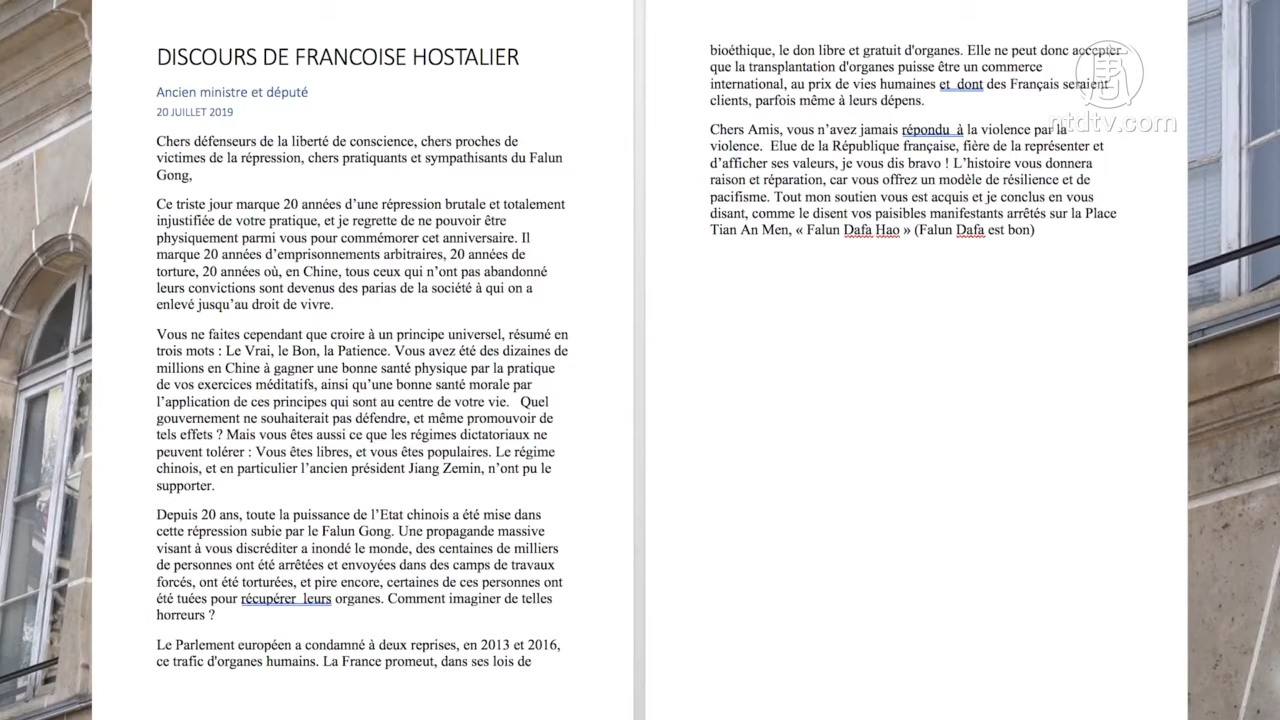 DISCOURS DE FRANCOISE HOSTALIER
Ancien ministre et député
20 JUILLET 2019
Chers défenseurs de la liberté de conscience, chers proches de
victimes de la répression, chers pratiquants et sympathisants du Falun
Gong,
Ce triste jour marque 20 années d’une répression brutale et totalement
injustifiée de votre pratique, et je regrette de ne pouvoir être
physiquement parmi vous pour commémorer cet anniversaire. Il
marque 20 années d’emprisonnements arbitraires, 20 années de
torture, 20 années où, en Chine, tous ceux qui n’ont pas abandonné
leurs convictions sont devenus des parias de la société à qui on a
enlevé jusqu’au droit de vivre.
Vous ne faites cependant que croire à un principe universel, résumé en
trois mots : Le Vrai, le Bon, la Patience. Vous avez été des dizaines de
millions en Chine à gagner une bonne santé physique par la pratique
de vos exercices méditatifs, ainsi qu’une bonne santé morale par
l’application de ces principes qui sont au centre de votre vie.   Quel
gouvernement ne souhaiterait pas défendre, et même promouvoir de
tels effets ? Mais vous êtes aussi ce que les régimes dictatoriaux ne
peuvent tolérer : Vous êtes libres, et vous êtes populaires. Le régime
chinois, et en particulier l’ancien président Jiang Zemin, n’ont pu le
supporter.
Depuis 20 ans, toute la puissance de l’Etat chinois a été mise dans
cette répression subie par le Falun Gong. Une propagande massive
visant à vous discréditer a inondé le monde, des centaines de milliers
de personnes ont été arrêtées et envoyées dans des camps de travaux
forcés, ont été torturées, et pire encore, certaines de ces personnes ont
été tuées pour récupérer  leurs organes. Comment imaginer de telles
horreurs ?
Le Parlement européen a condamné à deux reprises, en 2013 et 2016,
ce trafic d'organes humains. La France promeut, dans ses lois de
bioéthique, le don libre et gratuit d'organes. Elle ne peut donc accepter
que la transplantation d'organes puisse être un commerce
international, au prix de vies humaines et  dont des Français seraient
clients, parfois même à leurs dépens.
Chers Amis, vous n’avez jamais répondu  à la violence par la
violence.  Elue de la République française, fière de la représenter et
d’afficher ses valeurs, je vous dis bravo ! L’histoire vous donnera
raison et réparation, car vous offrez un modèle de résilience et de
pacifisme. Tout mon soutien vous est acquis et je conclus en vous
disant, comme le disent vos paisibles manifestants arrêtés sur la Place
Tian An Men, « Falun Dafa Hao » (Falun Dafa est bon)
ntdtv.com